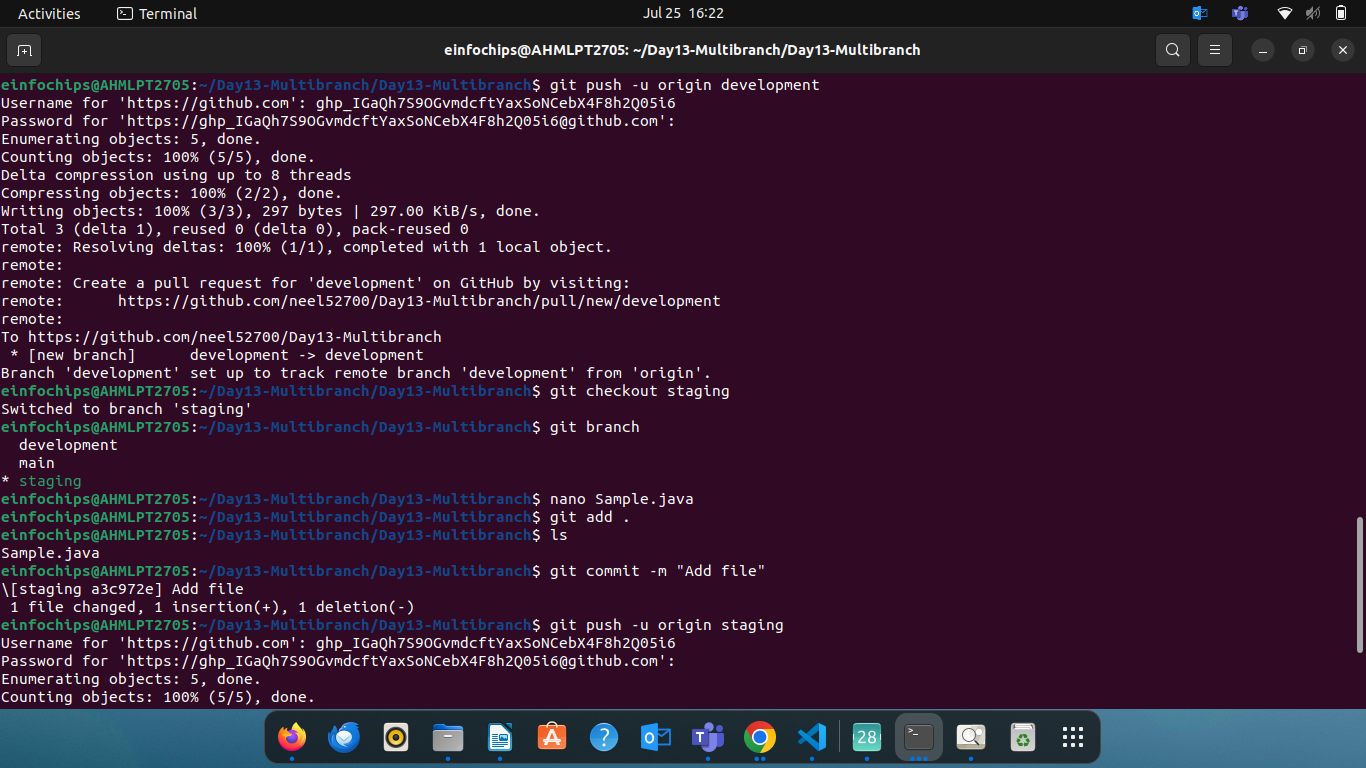 Activities
Terminal
Jul 25 16:22
einfochips@AHMLPT2705: ~/Day13-Multibranch/Day13-Multibranch
einfochips@AHMLPT2705:~/Day13-Multibranch/Day13-Multibranch$ git push -u origin development
Username for 'https://github.com': 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
Password for 'https://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@github.com':
Enumerating objects: 5, done.
Counting objects: 100% (5/5), done.
Delta compression using up to 8 threads
Compressing objects: 100% (2/2), done.
Writing objects: 100% (3/3), 297 bytes | 297.00 KiB/s, done.
Total 3 (delta 1), reused 0 (delta 0), pack-reused 0
remote: Resolving deltas: 100% (1/1), completed with 1 local object.
remote:
remote: Create a pull request for 'development' on GitHub by visiting:
remote:      https://github.com/neel52700/Day13-Multibranch/pull/new/development
remote:
To https://github.com/neel52700/Day13-Multibranch
 * [new branch]      development -> development
Branch 'development' set up to track remote branch 'development' from 'origin'.
einfochips@AHMLPT2705:~/Day13-Multibranch/Day13-Multibranch$ git checkout staging
Switched to branch 'staging'
einfochips@AHMLPT2705:~/Day13-Multibranch/Day13-Multibranch$ git branch
  development
  main
* staging
einfochips@AHMLPT2705:~/Day13-Multibranch/Day13-Multibranch$ nano Sample.java
einfochips@AHMLPT2705:~/Day13-Multibranch/Day13-Multibranch$ git add .
einfochips@AHMLPT2705:~/Day13-Multibranch/Day13-Multibranch$ ls
Sample.java
einfochips@AHMLPT2705:~/Day13-Multibranch/Day13-Multibranch$ git commit -m "Add file"
\[staging a3c972e] Add file
 1 file changed, 1 insertion(+), 1 deletion(-)
einfochips@AHMLPT2705:~/Day13-Multibranch/Day13-Multibranch$ git push -u origin staging
Username for 'https://github.com': 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
Password for 'https://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@github.com':
Enumerating objects: 5, done.
Counting objects: 100% (5/5), done.
28